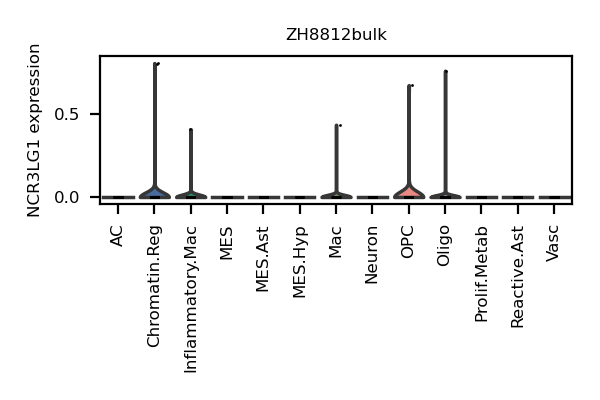 ZH8812bulk
NCR3LG1 expression
0.5
0.0
AC
Chromatin.Reg
Inflammatory.Mac
MES
MES.Ast
MES.Hyp
Mac
Neuron
OPC
Oligo
Prolif.Metab
Reactive.Ast
Vasc